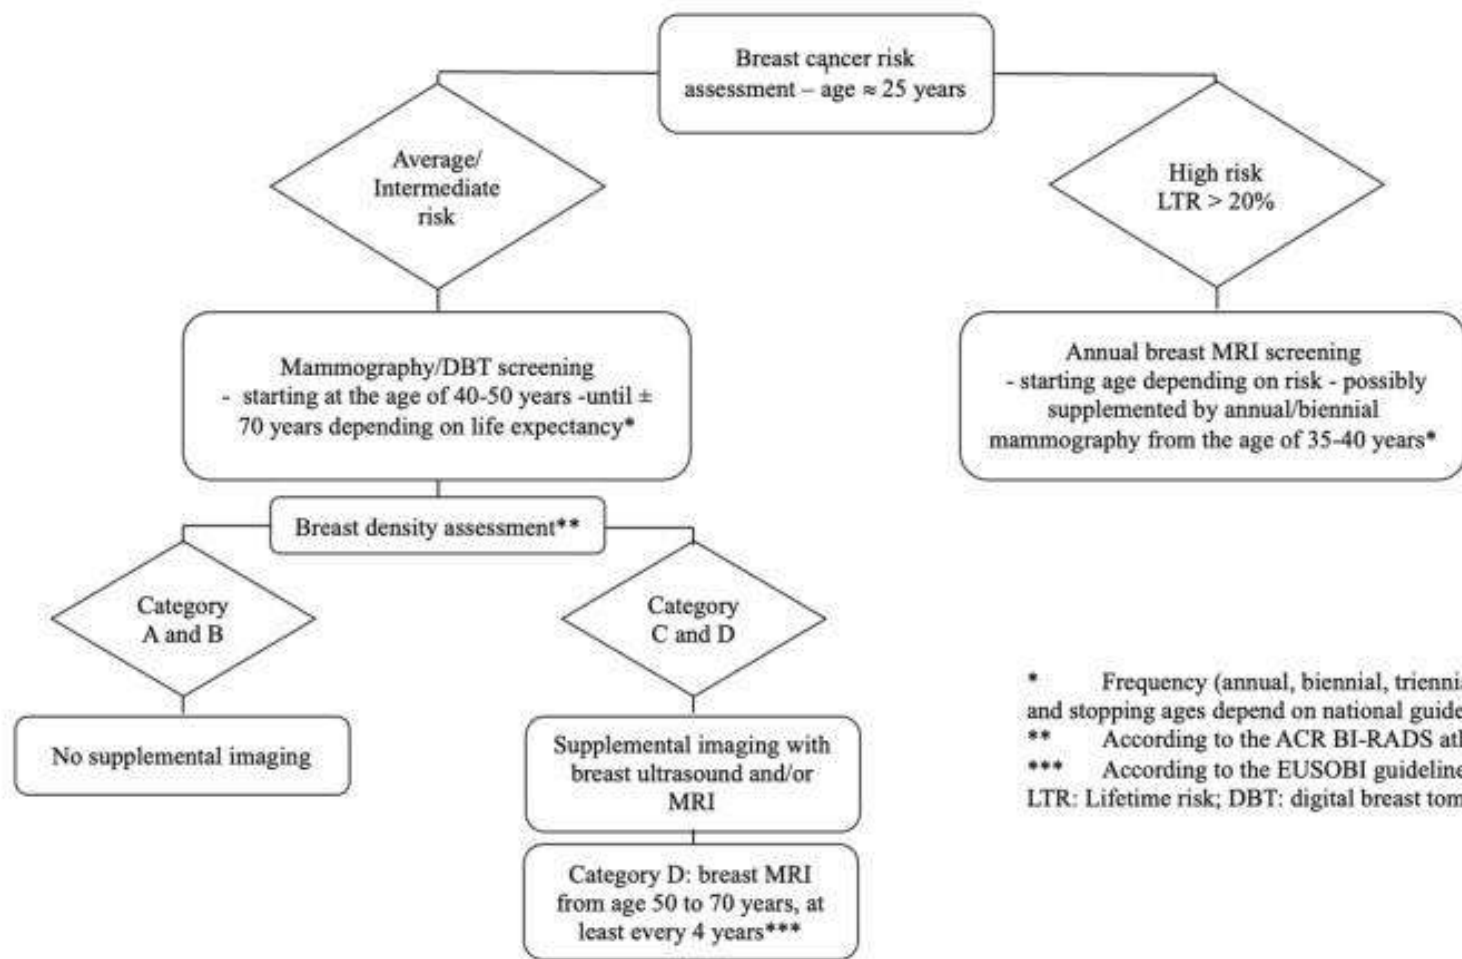 Breast cancer risk
assessment – age ≈ 25 years
Average/
Intermediate
risk
High risk
LTR > 20%
Mammography/DBT screening
- starting at the age of 40-50 years -until ±
70 years depending on life expectancy*
Annual breast MRI screening
- starting age depending on risk - possibly
supplemented by annual/biennial
mammography from the age of 35-40 years*
Breast density assessment**
Category
A and B
Category
C and D
No supplemental imaging
Supplemental imaging with
breast ultrasound and/or
MRI
Category D: breast MRI
from age 50 to 70 years, at
least every 4 years***
* Frequency (annual, biennial,
and stopping ages depend on national
** According to the ACR BI-RADS
*** According to the EUSOBI
LTR: Lifetime risk; DBT: digital breast